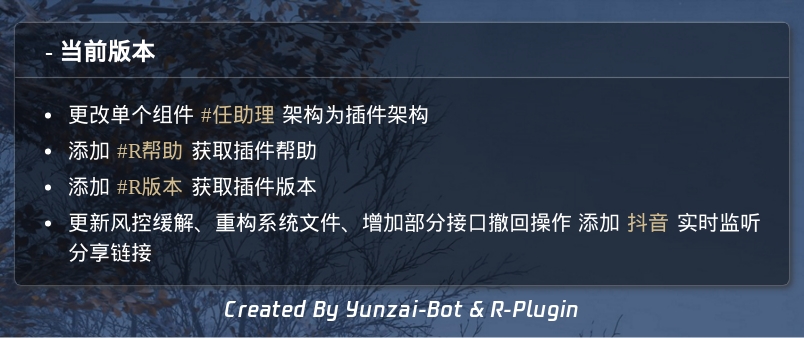 - 当前版本
• 更改单个组件 #任助理 架构为插件架构
• 添加 #R帮助 获取插件帮助
• 添加 #R版本 获取插件版本
• 更新风控缓解、重构系统文件、增加部分接口撤回操作 添加 抖音 实时监听
分享链接
Created By Yunzai-Bot & R-Plugin